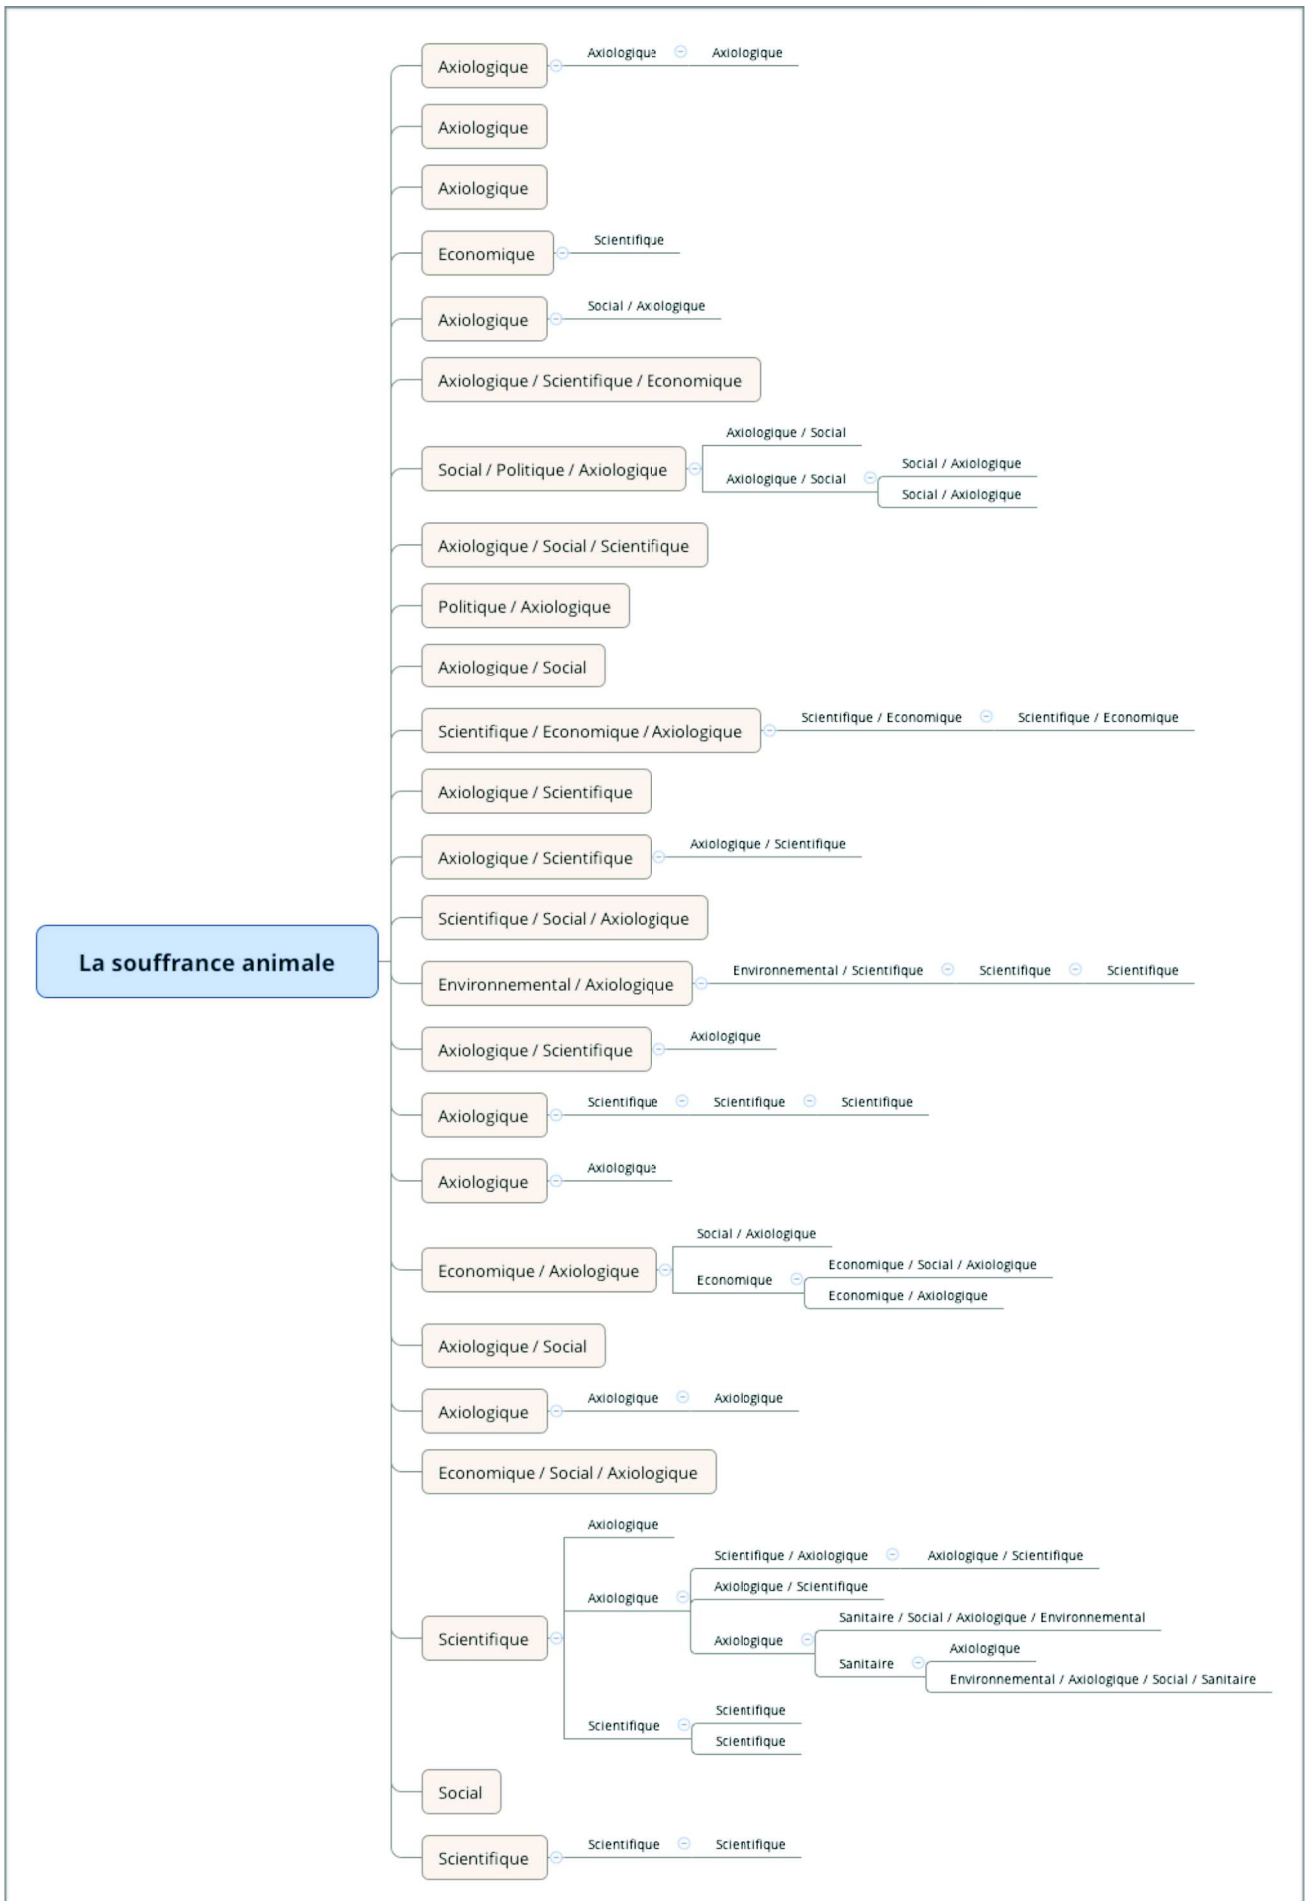 Axiologique
Axiologique
Axiologique
Axiologique
Axiologique
Economique
Scientifique
Axiologique
Social / Axiologique
Axiologique / Scientifique / Economique
Social / Politique / Axiologique
Axiologique / Social
Axiologique / Social
Social / Axiologique
Social / Axiologique
Axiologique / Social / Scientifique
Politique / Axiologique
Axiologique / Social
Scientifique / Economique / Axiologique
Scientifique / Economique
Scientifique / Economique
Axiologique / Scientifique
Axiologique / Scientifique
Axiologique / Scientifique
Scientifique / Social / Axiologique
La souffrance animale
Environnemental / Axiologique
Environnemental / Scientifique
Scientifique
Scientifique
Axiologique / Scientifique
Axiologique
Axiologique
Scientifique
Scientifique
Scientifique
Axiologique
Axiologique
Economique / Axiologique
Social / Axiologique
Economique
Economique / Social / Axiologique
Economique / Axiologique
Axiologique / Social
Axiologique
Axiologique
Axiologique
Economique / Social / Axiologique
Scientifique
Axiologique
Axiologique
Scientifique / Axiologique
Axiologique / Scientifique
Axiologique / Scientifique
Axiologique
Sanitaire / Social / Axiologique / Environnemental
Sanitaire
Axiologique
Environnemental / Axiologique / Social / Sanitaire
Scientifique
Scientifique
Scientifique
Social
Scientifique
Scientifique
Scientifique